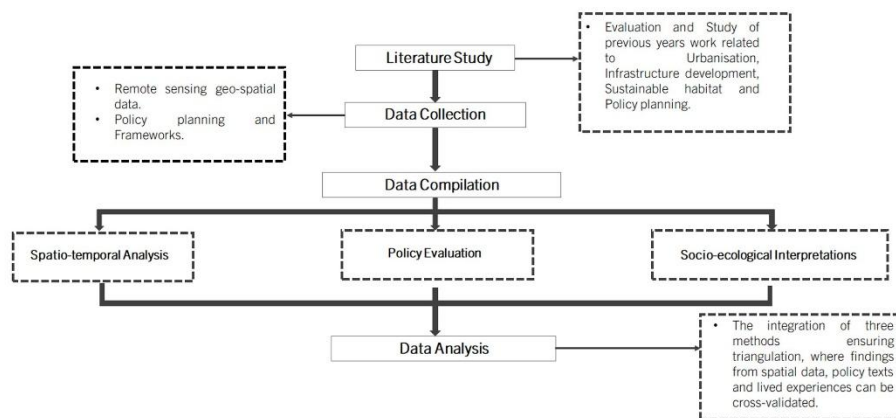 Literature Study
• Evaluation and Study of
previous years work related
to Urbanisation,
Infrastructure development,
Sustainable habitat and
Policy planning.
• Remote sensing geo-spatial
data.
• Policy planning and
Frameworks.
Data Collection
Data Compilation
Spatio-temporal Analysis
Policy Evaluation
Socio-ecological Interpretations
Data Analysis
• The integration of three
methods ensuring
triangulation, where findings
from spatial data, policy texts
and lived experiences can be
cross-validated.